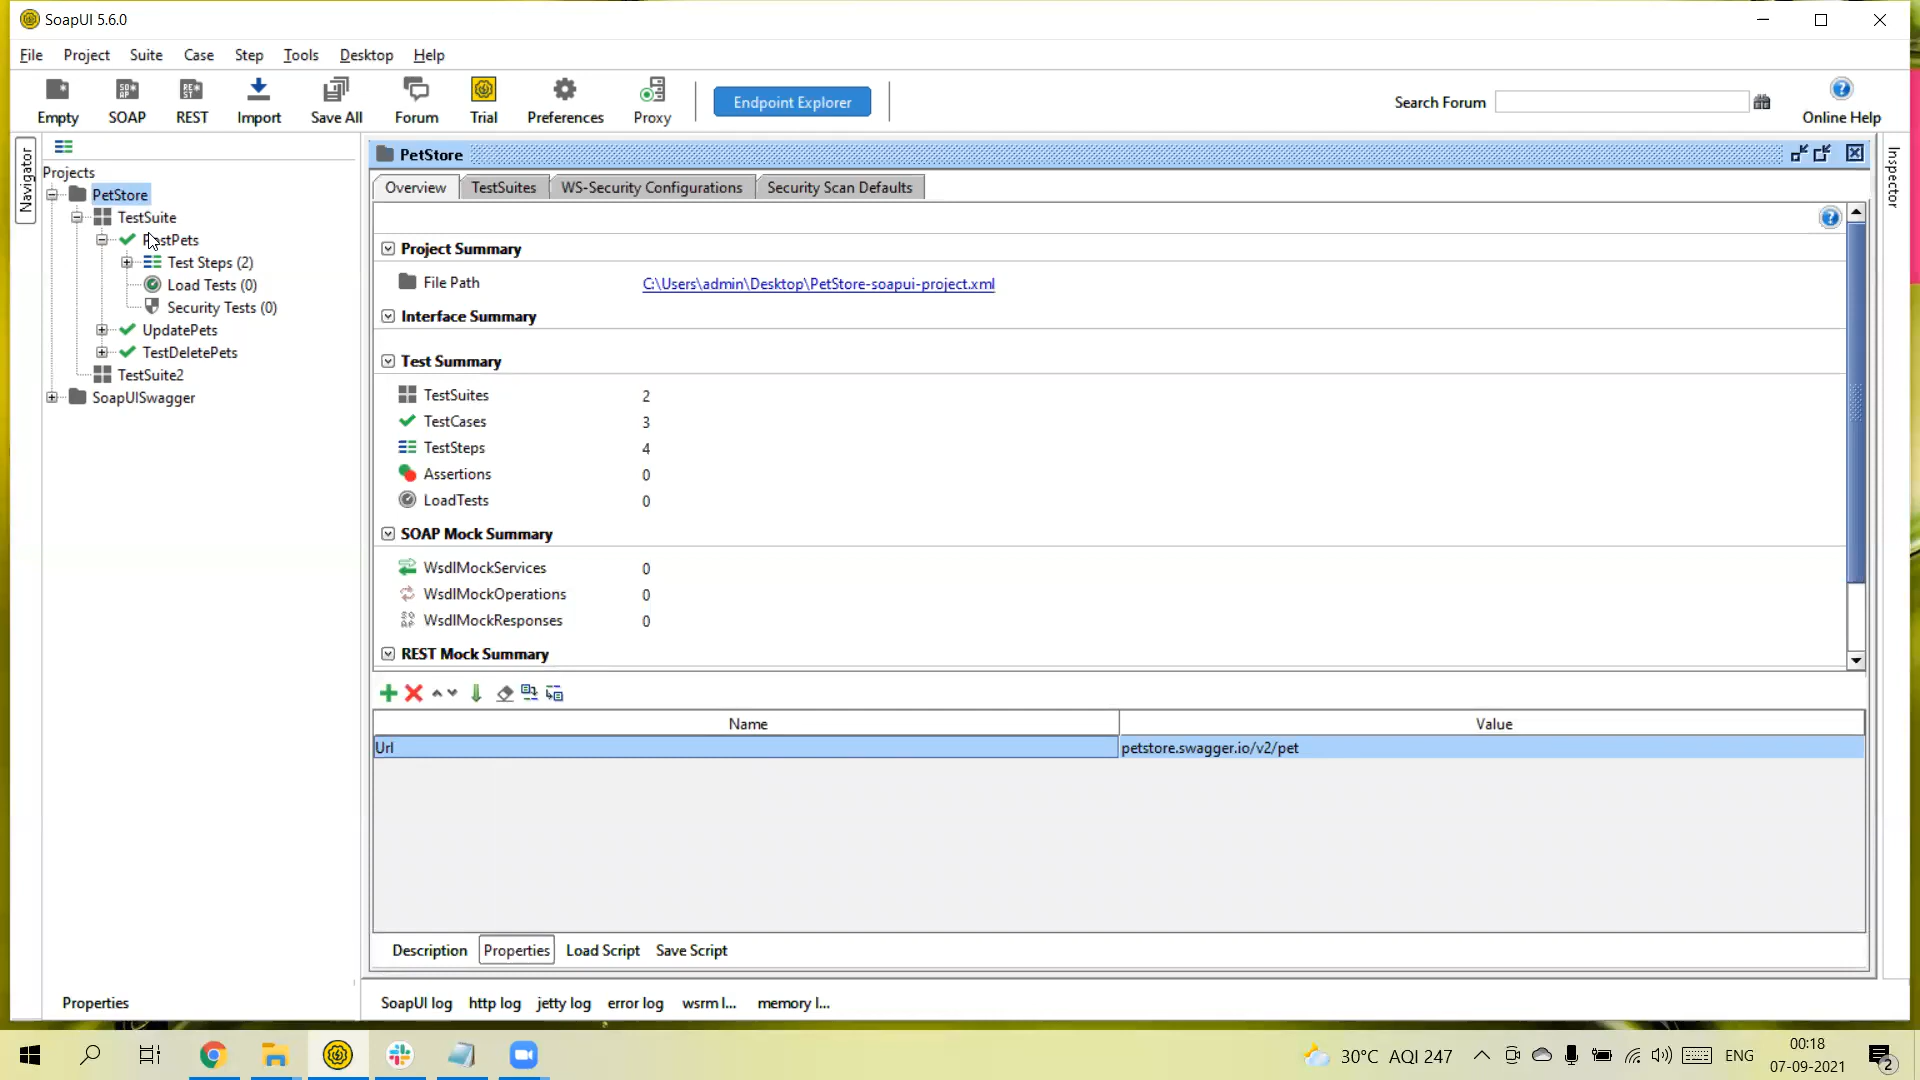 SoapUI 5.6.0
File Project Suite Case Step Tools Desktop Help
Empty SOAP REST Import Save All Forum Trial Preferences Proxy Endpoint Explorer Search Forum Online Help
Navigator
Projects
PetStore
TestSuite
Test Steps (2)
Load Tests (0)
Security Tests (0)
UpdatePets
TestDeletePets
TestSuite2
SoapUISwagger
Properties
PetStore
Overview TestSuites WS-Security Configurations Security Scan Defaults
Project Summary
File Path C:\Users\admin\Desktop\PetStore-soapui-project.xml
Interface Summary
Test Summary
TestSuites 2
TestCases 3
TestSteps 4
Assertions 0
LoadTests 0
SOAP Mock Summary
WsdlMockServices 0
WsdlMockOperations 0
WsdlMockResponses 0
REST Mock Summary
Name Value
Url petstore.swagger.io/v2/pet
Description Properties Load Script Save Script
SoapUI log http log jetty log error log wsrm l... memory l...
Inspector
30°C AQI 247 ENG
00:18
07-09-2021
2